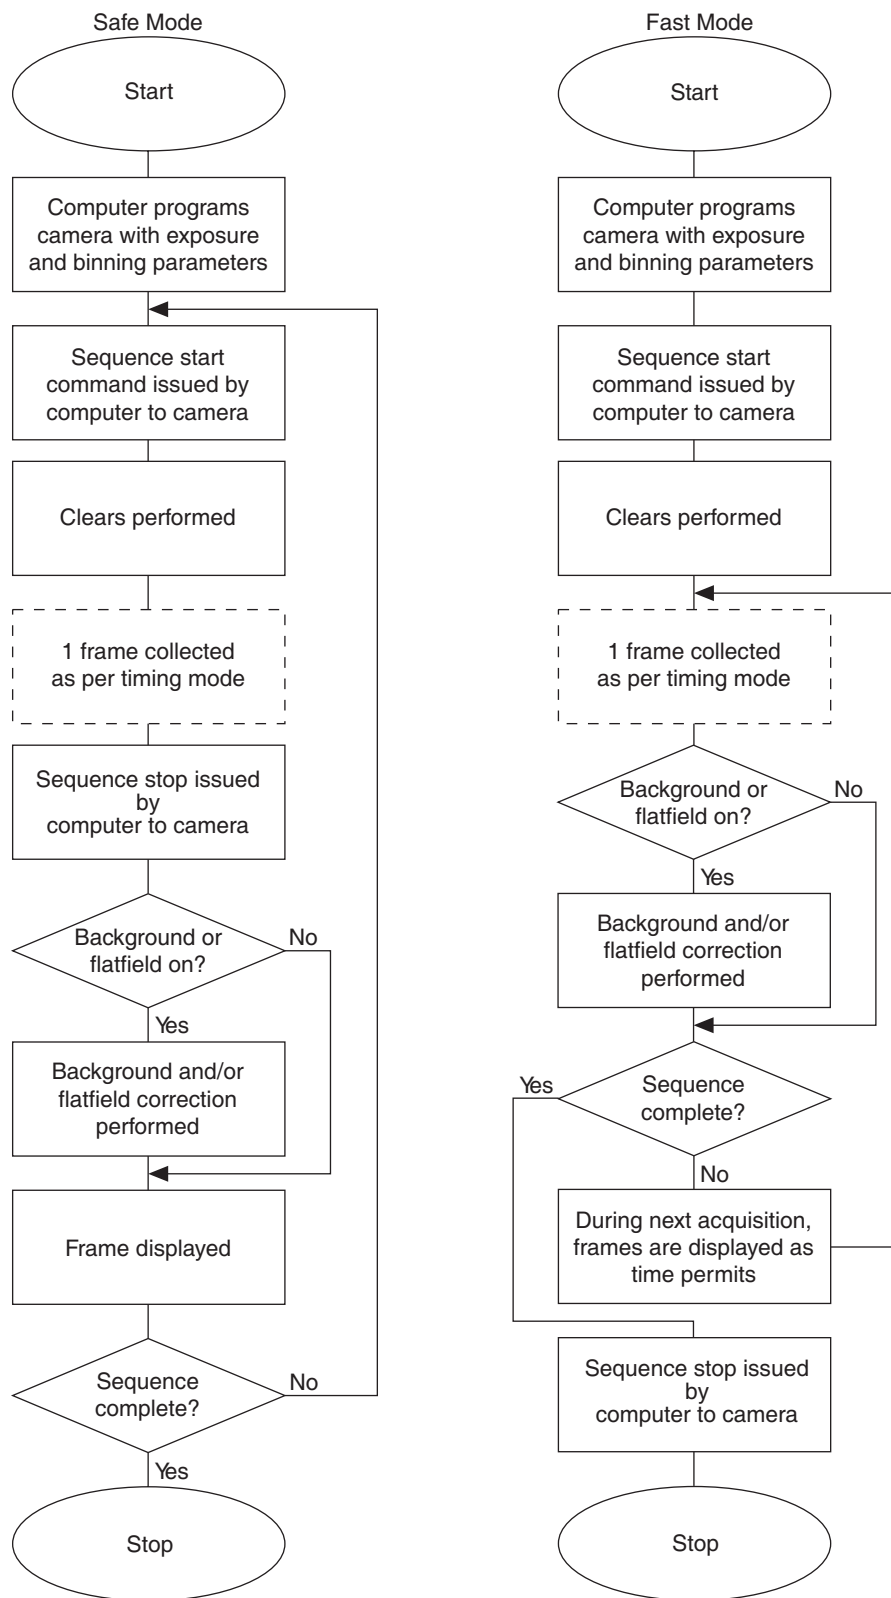 Safe Mode
Start
Computer programs
camera with exposure
and binning parameters
Sequence start
command issued by
computer to camera
Clears performed
1 frame collected
as per timing mode
Sequence stop issued
by
computer to camera
Background or
flatfield on?
No
Yes
Background and/or
flatfield correction
performed
Frame displayed
Sequence
complete?
No
Yes
Stop
Fast Mode
Start
Computer programs
camera with exposure
and binning parameters
Sequence start
command issued by
computer to camera
Clears performed
1 frame collected
as per timing mode
Background or
flatfield on?
No
Yes
Background and/or
flatfield correction
performed
Yes
Sequence
complete?
No
During next acquisition,
frames are displayed as
time permits
Sequence stop issued
by
computer to camera
Stop